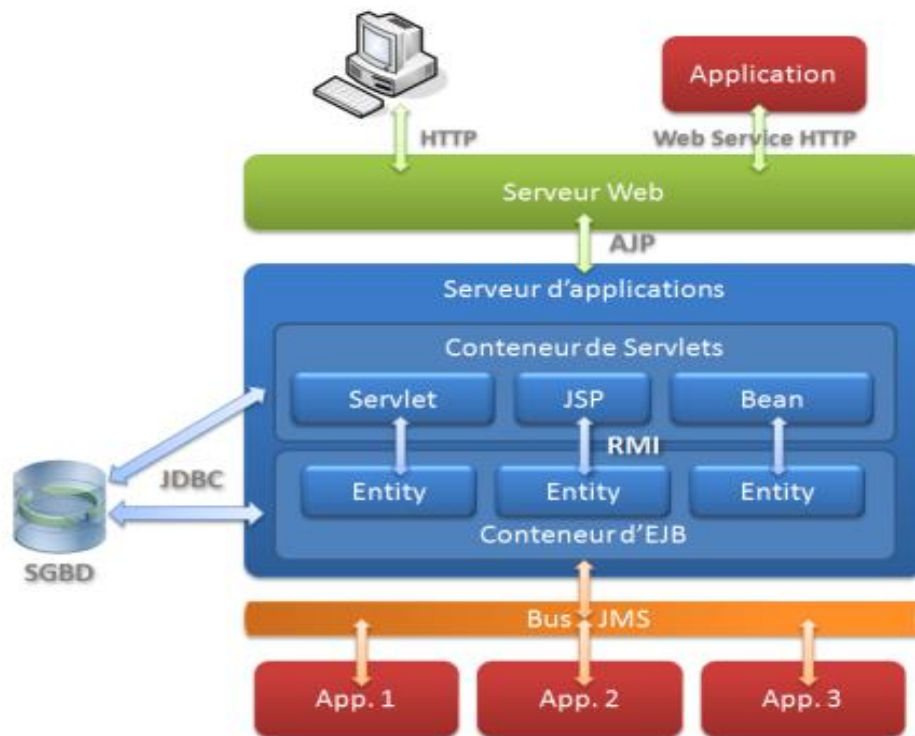 Application
HTTP
Web Service HTTP
Serveur Web
AJP
Serveur d'applications
Conteneur de Servlets
Servlet
JSP
Bean
RMI
JDBC
Entity
Entity
Entity
Conteneur d'EJB
SGBD
Bus JMS
App. 1
App. 2
App. 3